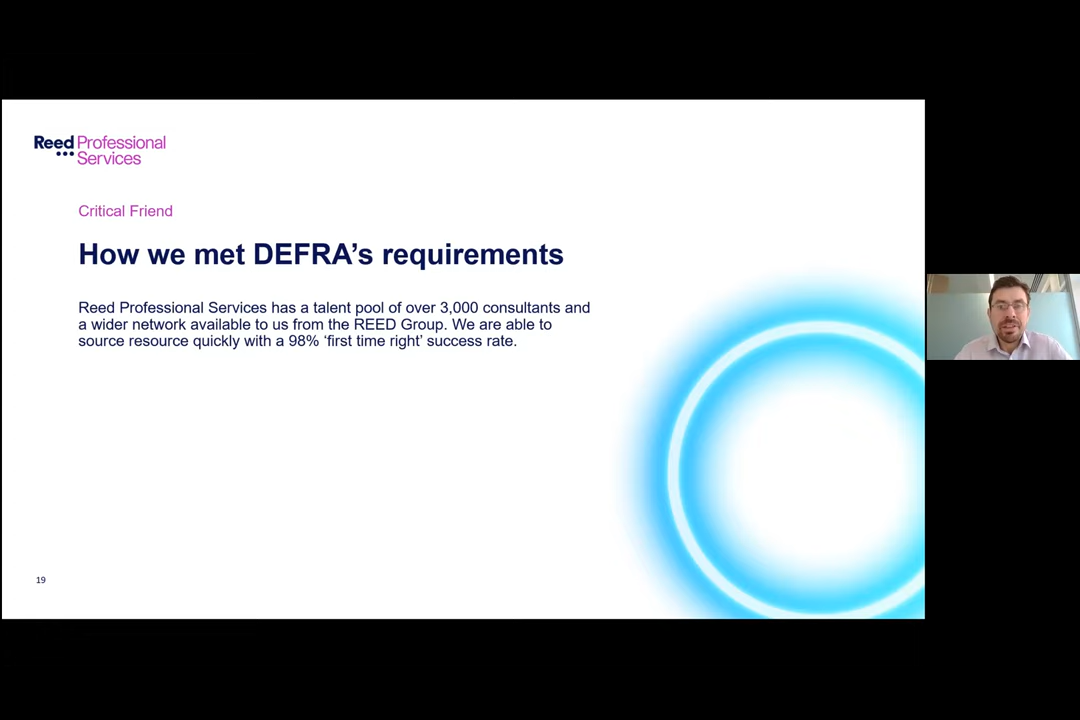 Reed Professional
Services
Critical Friend
How we met DEFRA’s requirements
Reed Professional Services has a talent pool of over 3,000 consultants and
a wider network available to us from the REED Group. We are able to
source resource quickly with a 98% ‘first time right’ success rate.
19